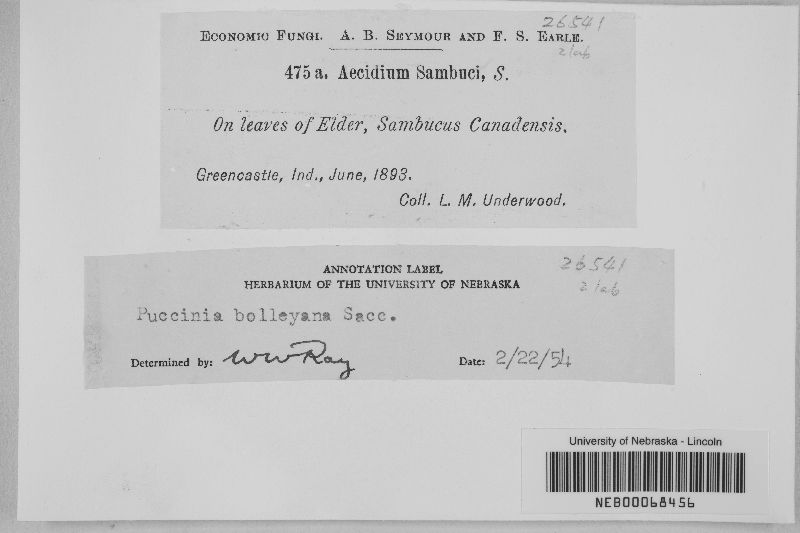 26541
ECONOMIC FUNGI. A. B. SEYMOUR AND F. S. EARLE.
2 lab
475 a. Aecidium Sambuci, S.
On leaves of Elder, Sambucus Canadensis.
Greencastle, Ind., June, 1893.
Coll. L. M. Underwood.
26541
ANNOTATION LABEL
2 lab
HERBARIUM OF THE UNIVERSITY OF NEBRASKA
Puccinia bolleyana Sacc.
Determined by: WW Ray Date: 2/22/54
University of Nebraska - Lincoln
NEB00068456